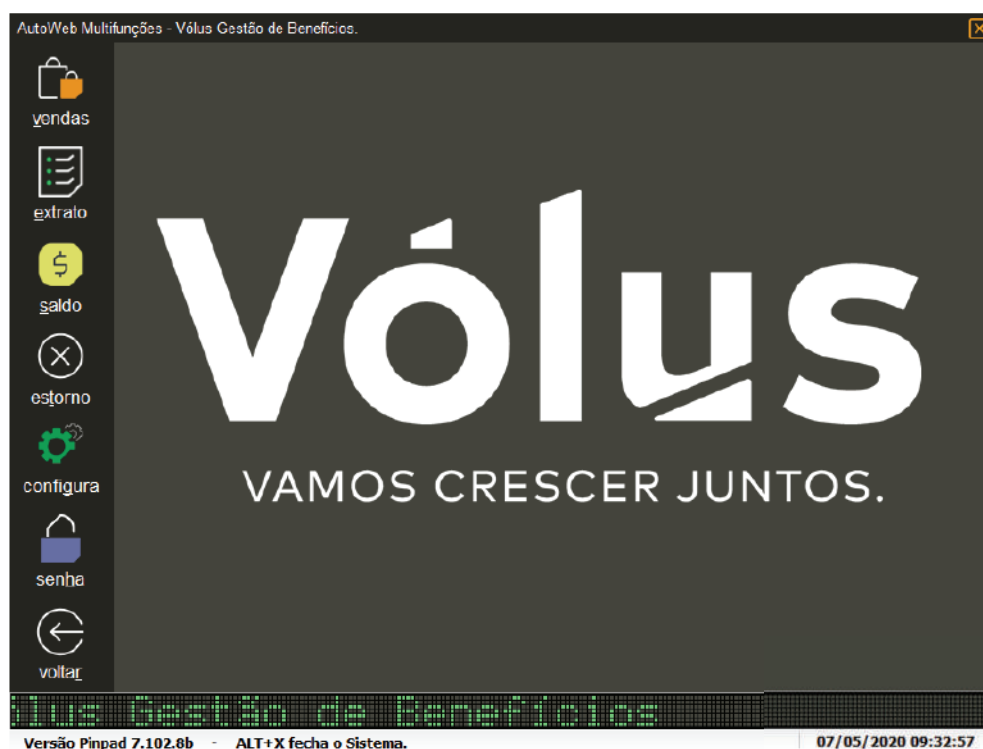 AutoWeb Multifunções - Vólus Gestão de Benefícios.
vendas
extrato
saldo
estorno
configura
senha
voltar
Vólus
VAMOS CRESCER JUNTOS.
ólus Gestão de Benefícios
Versão Pinpad 7.102.8b - ALT+X fecha o Sistema. 07/05/2020 09:32:57